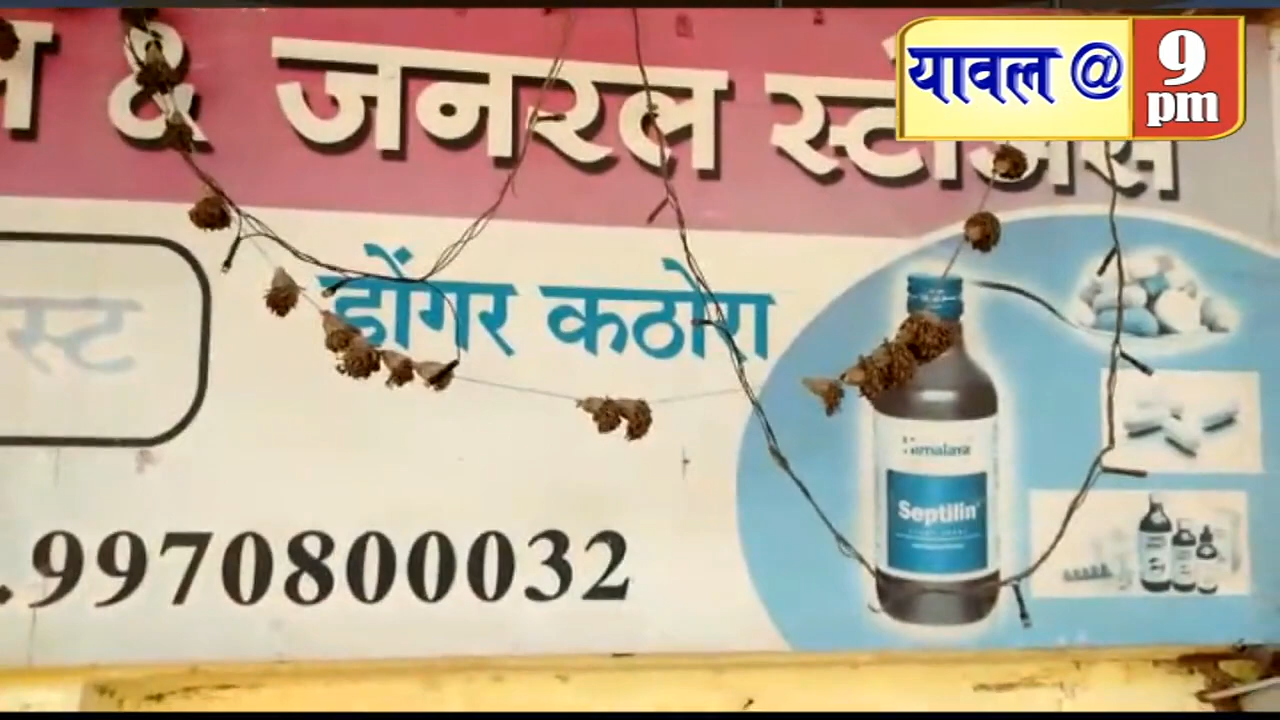 यावल @ 9 pm
& जनरल स्टोअर्स
डोंगर कठोरा
Himalaya
Septilin
.9970800032